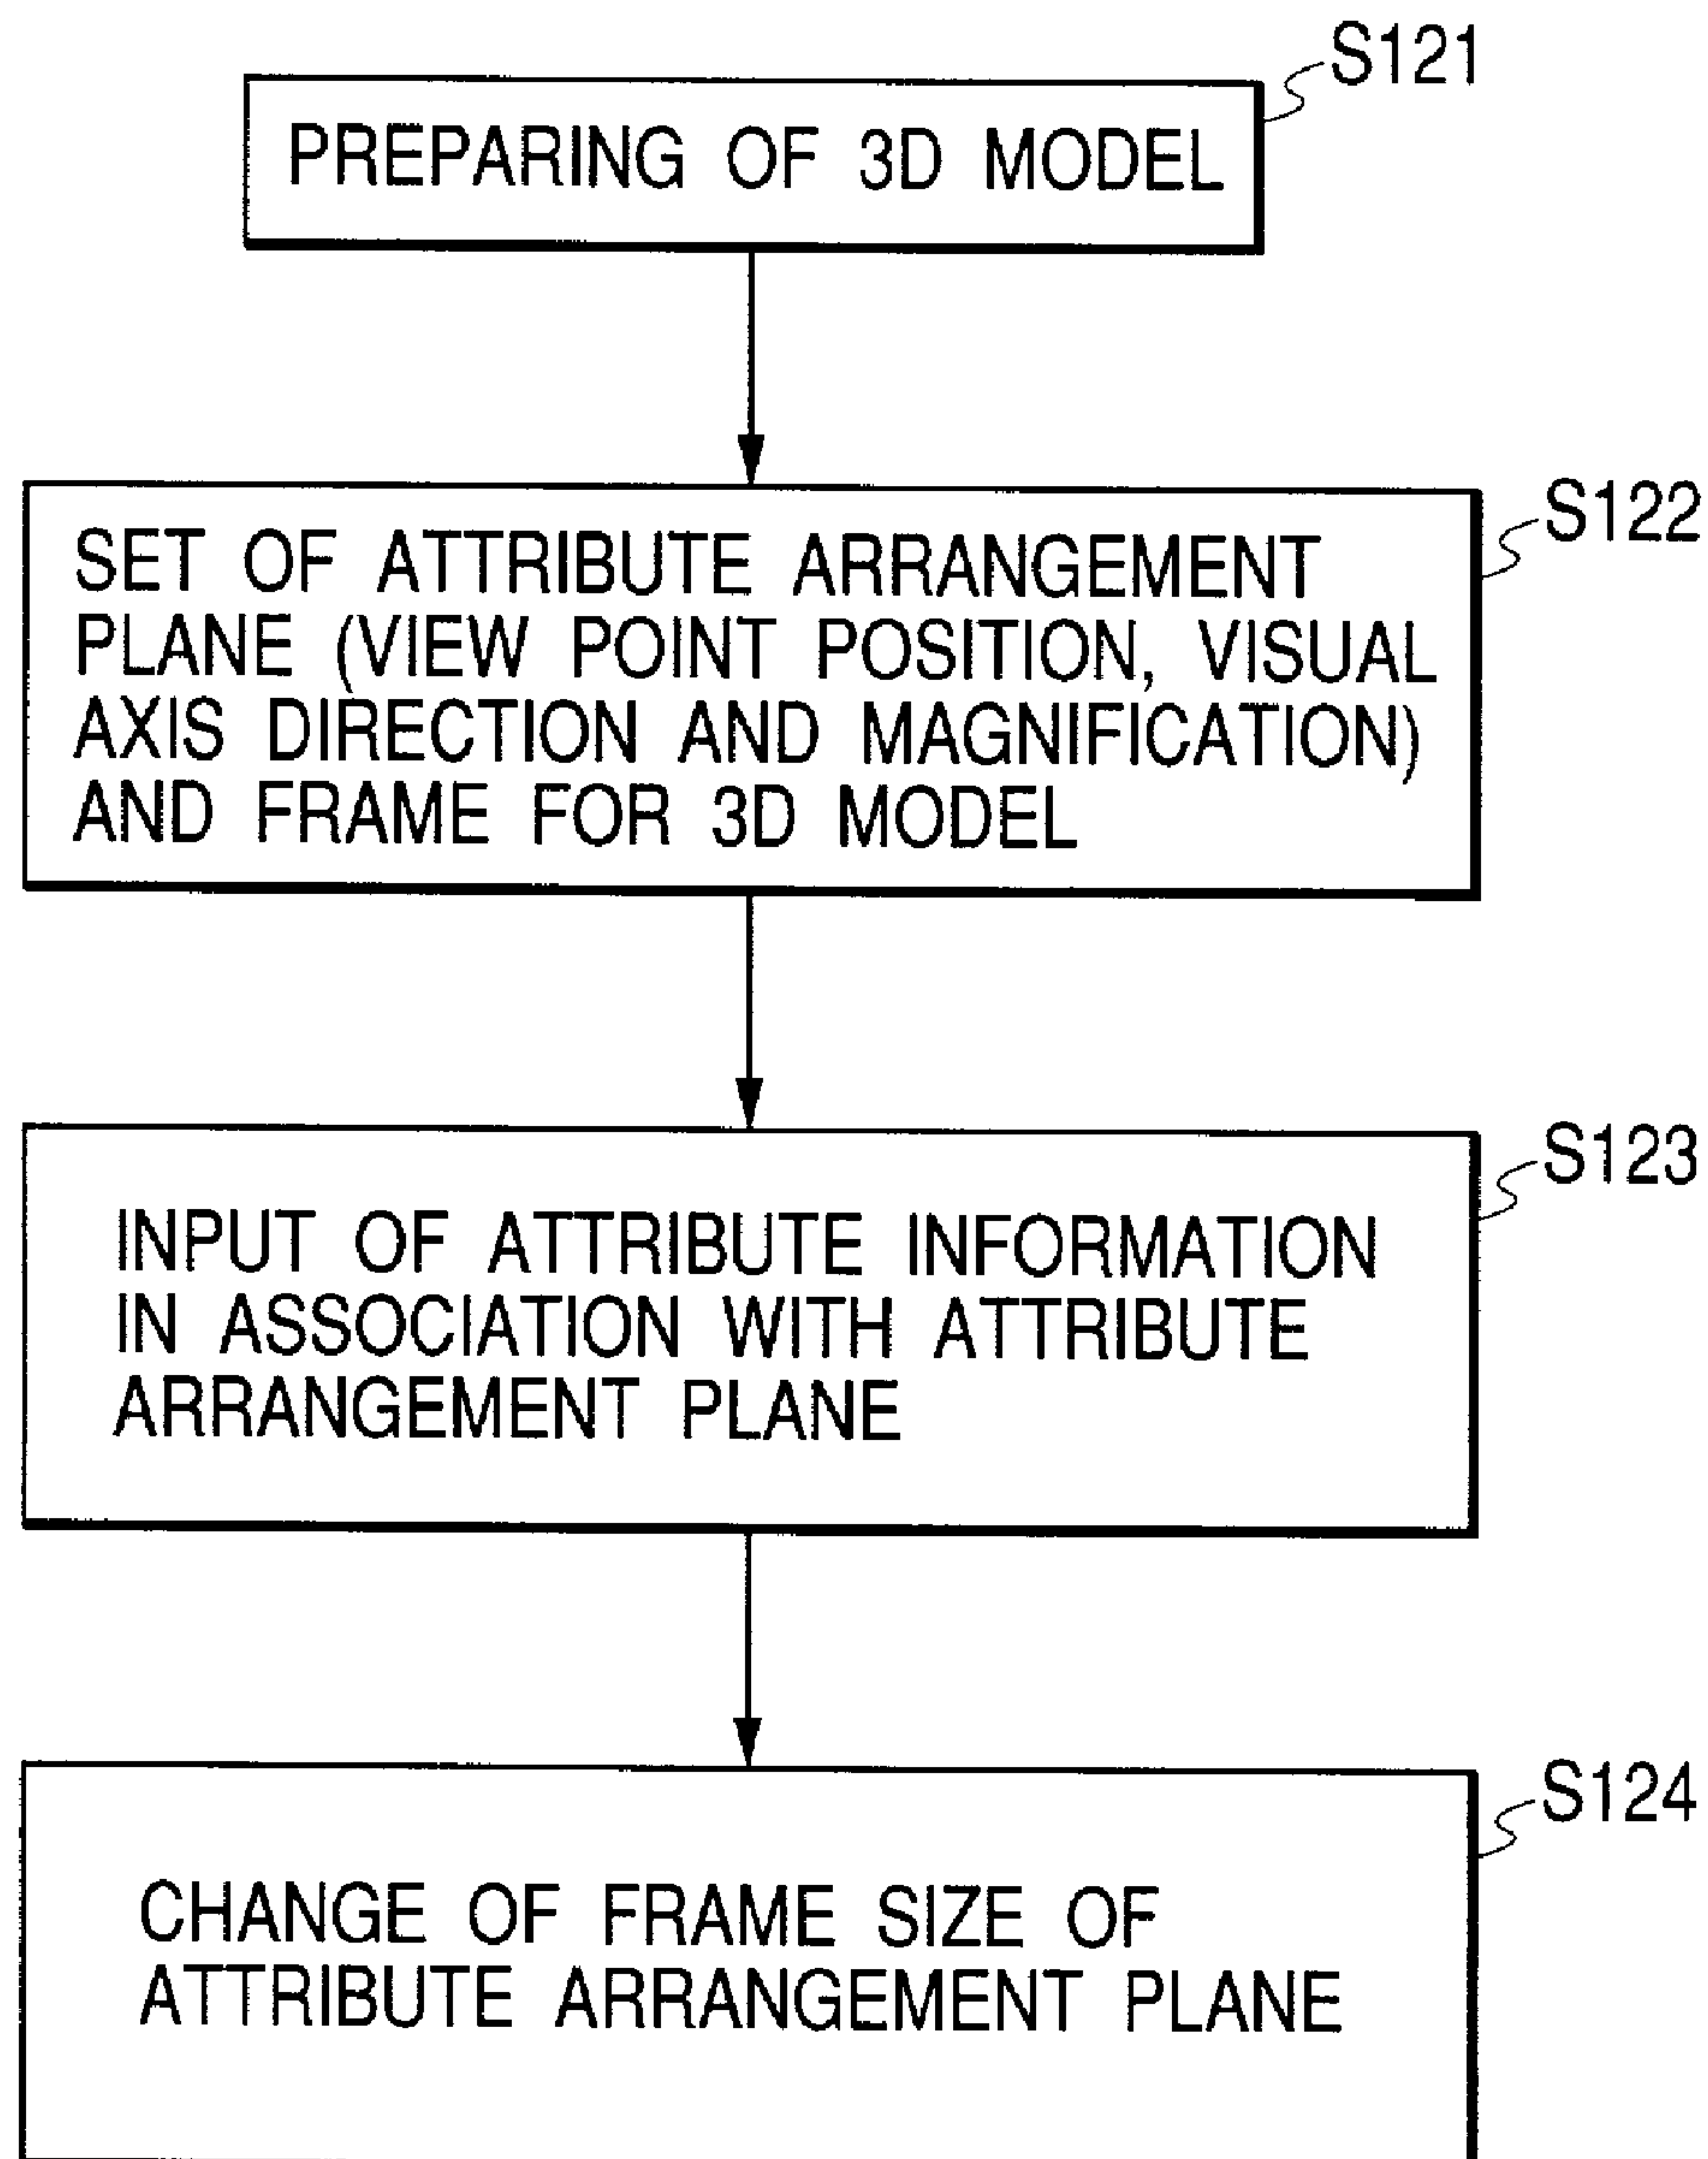 S121
PREPARING OF 3D MODEL
S122
SET OF ATTRIBUTE ARRANGEMENT
PLANE (VIEW POINT POSITION, VISUAL
AXIS DIRECTION AND MAGNIFICATION)
AND FRAME FOR 3D MODEL
S123
INPUT OF ATTRIBUTE INFORMATION
IN ASSOCIATION WITH ATTRIBUTE
ARRANGEMENT PLANE
S124
CHANGE OF FRAME SIZE OF
ATTRIBUTE ARRANGEMENT PLANE